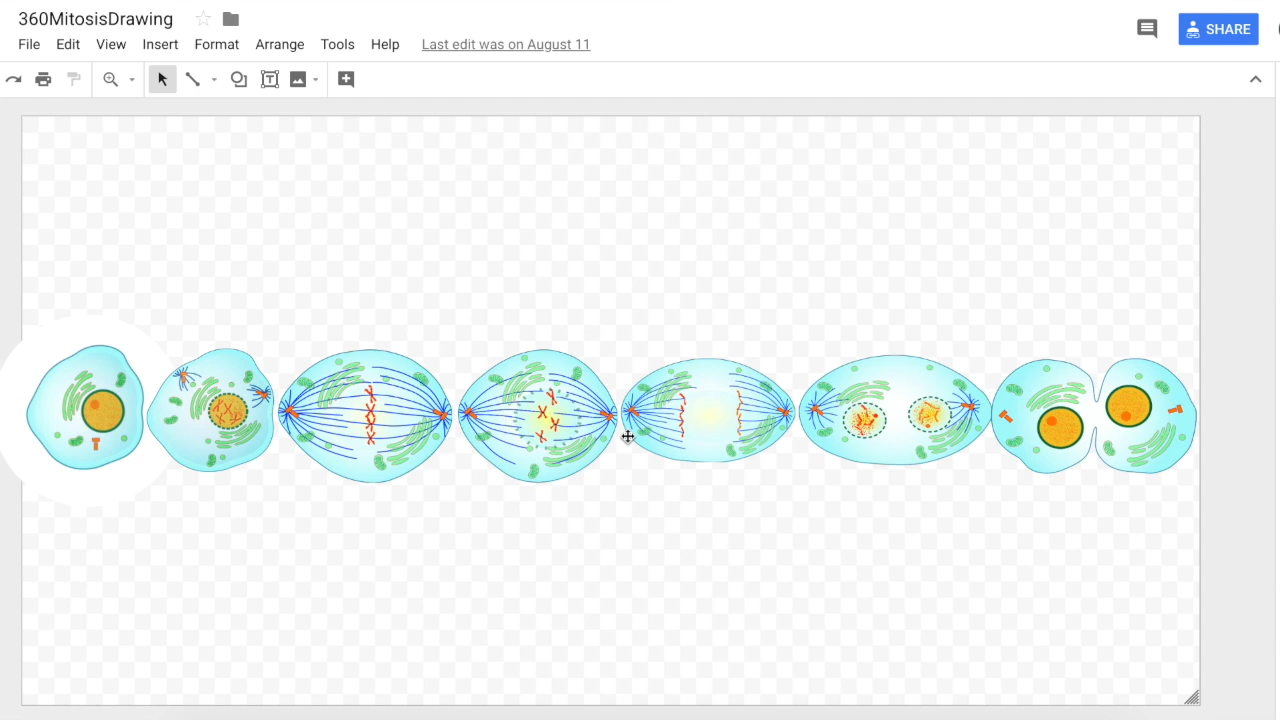 360MitosisDrawing
File Edit View Insert Format Arrange Tools Help Last edit was on August 11
SHARE